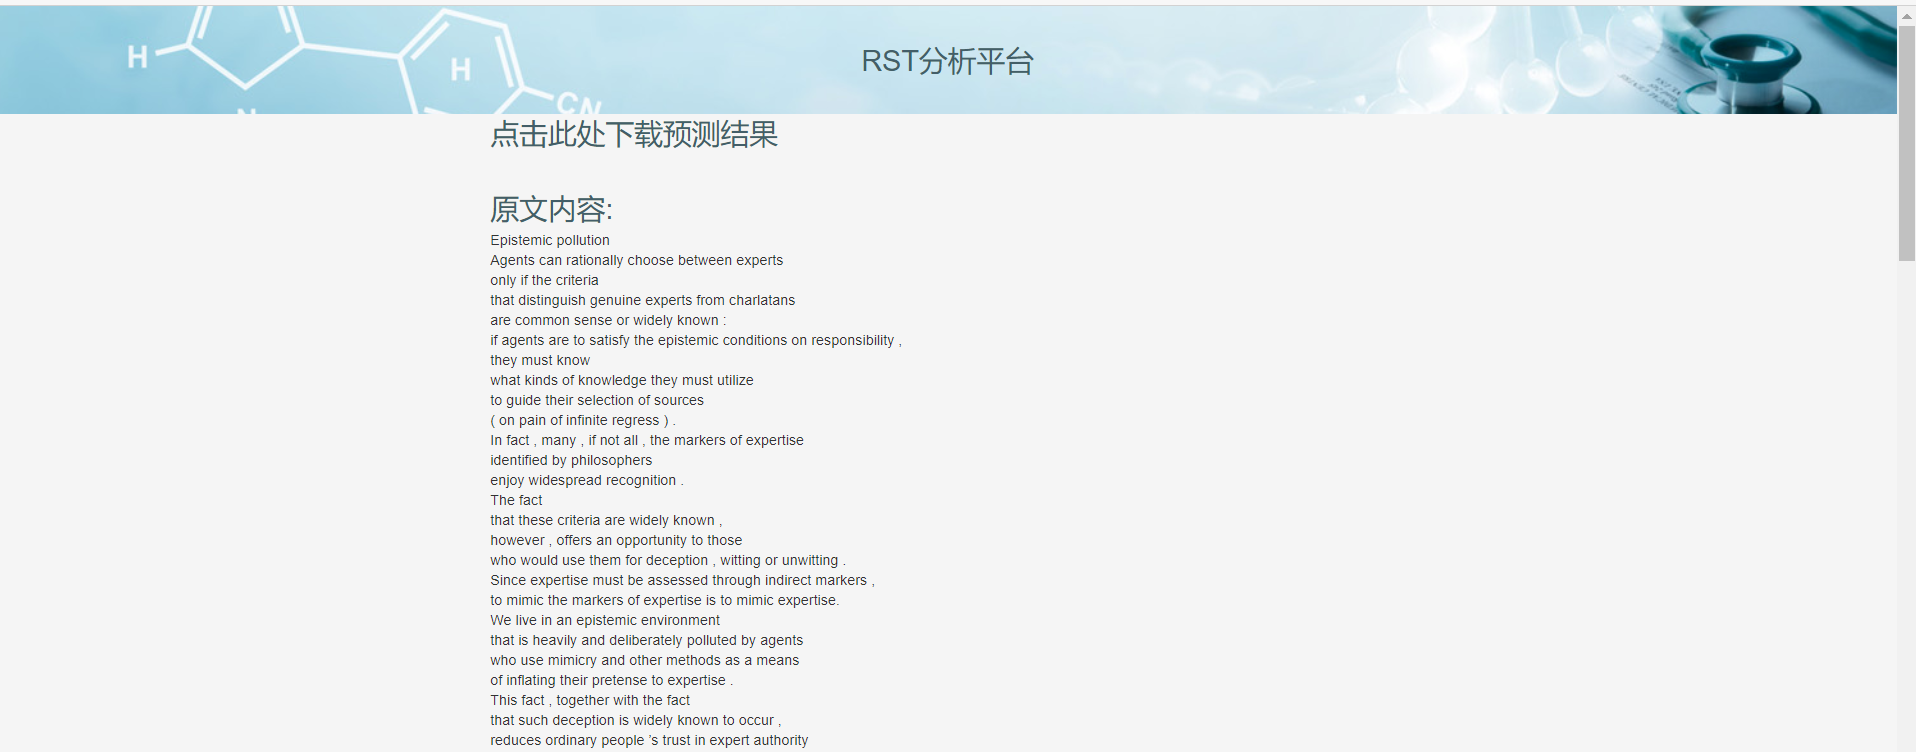 H
H
CN
N
RST分析平台
点击此处下载预测结果
原文内容:
Epistemic pollution
Agents can rationally choose between experts
only if the criteria
that distinguish genuine experts from charlatans
are common sense or widely known :
if agents are to satisfy the epistemic conditions on responsibility ,
they must know
what kinds of knowledge they must utilize
to guide their selection of sources
( on pain of infinite regress ) .
In fact , many , if not all , the markers of expertise
identified by philosophers
enjoy widespread recognition .
The fact
that these criteria are widely known ,
however , offers an opportunity to those
who would use them for deception , witting or unwitting .
Since expertise must be assessed through indirect markers ,
to mimic the markers of expertise is to mimic expertise.
We live in an epistemic environment
that is heavily and deliberately polluted by agents
who use mimicry and other methods as a means
of inflating their pretense to expertise .
This fact , together with the fact
that such deception is widely known to occur ,
reduces ordinary people ’s trust in expert authority